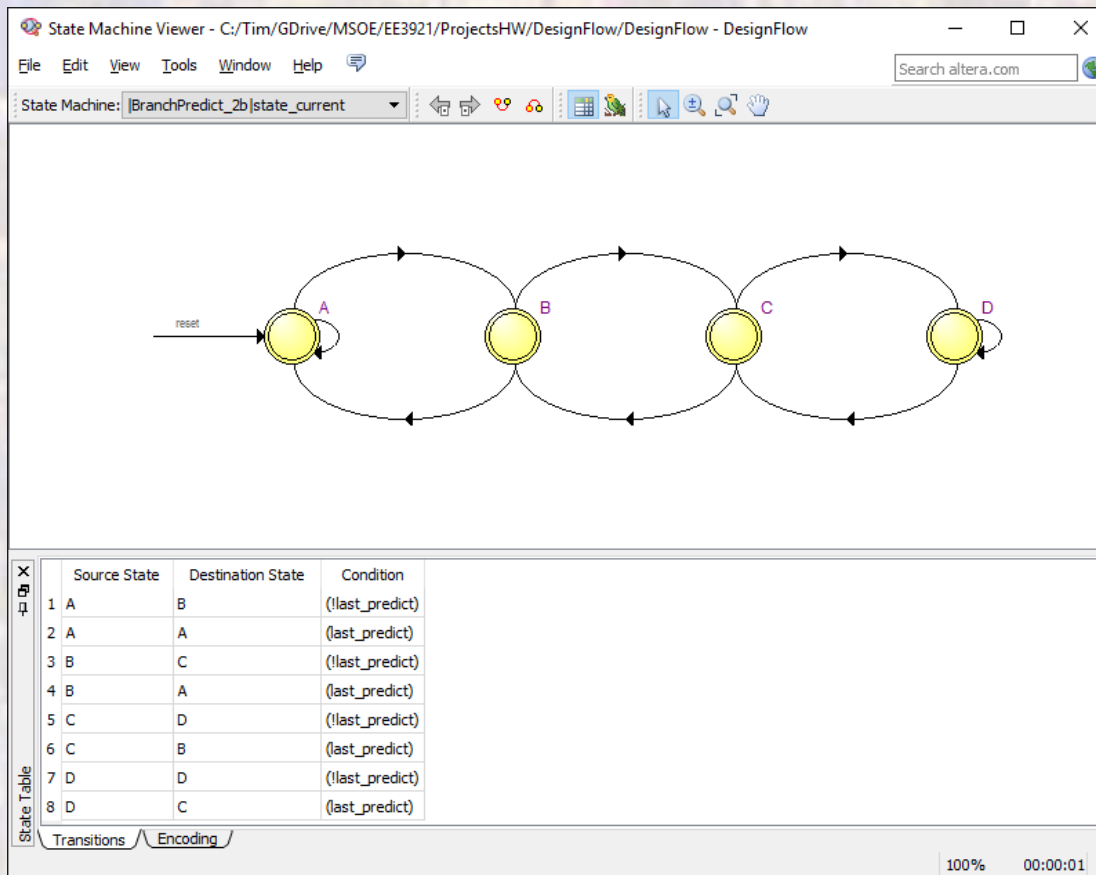 State Machine Viewer - C:/Tim/GDrive/MSOE/EE3921/ProjectsHW/DesignFlow/DesignFlow - DesignFlow
File Edit View Tools Window Help
Search altera.com
State Machine: |BranchPredict_2b|state_current
reset
A B C D
Source State Destination State Condition
1 A B (!last_predict)
2 A A (last_predict)
3 B C (!last_predict)
4 B A (last_predict)
5 C D (!last_predict)
6 C B (last_predict)
7 D D (!last_predict)
8 D C (last_predict)
State Table
Transitions Encoding
100% 00:00:01